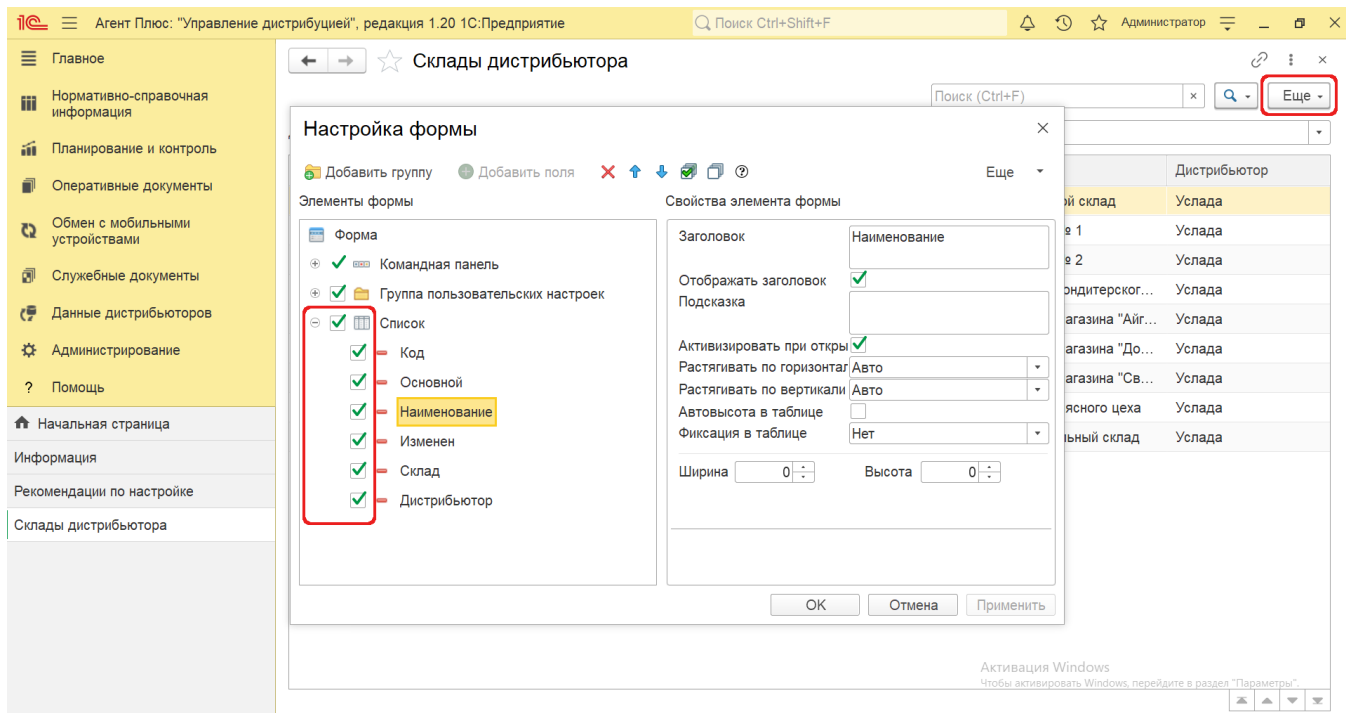 Агент Плюс: "Управление дистрибуцией", редакция 1.20 1С:Предприятие
Поиск Ctrl+Shift+F
Администратор
Главное
Нормативно-справочная
информация
Планирование и контроль
Оперативные документы
Обмен с мобильными
устройствами
Служебные документы
Данные дистрибьюторов
Администрирование
? Помощь
Начальная страница
Информация
Рекомендации по настройке
Склады дистрибьютора
Склады дистрибьютора
Поиск (Ctrl+F)
Еще
Настройка формы
Добавить группу
Добавить поля
Еще
Элементы формы
Форма
Командная панель
Группа пользовательских настроек
Список
Код
Основной
Наименование
Изменен
Склад
Дистрибьютор
Свойства элемента формы
Заголовок Наименование
Отображать заголовок
Подсказка
Активизировать при откры
Растягивать по горизонтал Авто
Растягивать по вертикали Авто
Автовысота в таблице
Фиксация в таблице Нет
Ширина 0 Высота 0
OK Отмена Применить
Дистрибьютор
ой склад Услада
№ 1 Услада
№ 2 Услада
ондитерског... Услада
агазина "Айг... Услада
агазина "До... Услада
агазина "Св... Услада
ясного цеха Услада
льный склад Услада
Активация Windows
Чтобы активировать Windows, перейдите в раздел "Параметры".